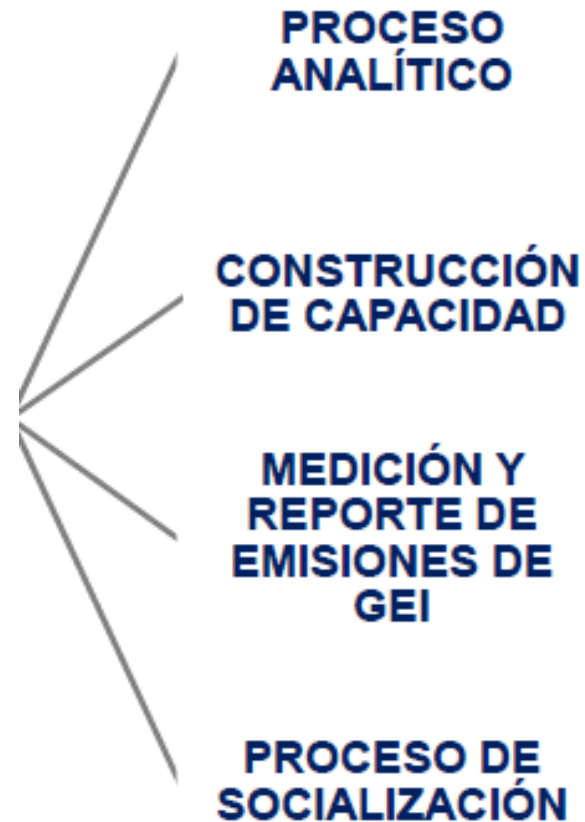 PROCESO
ANALÍTICO
CONSTRUCCIÓN
DE CAPACIDAD
MEDICIÓN Y
REPORTE DE
EMISIONES DE
GEI
PROCESO DE
SOCIALIZACIÓN